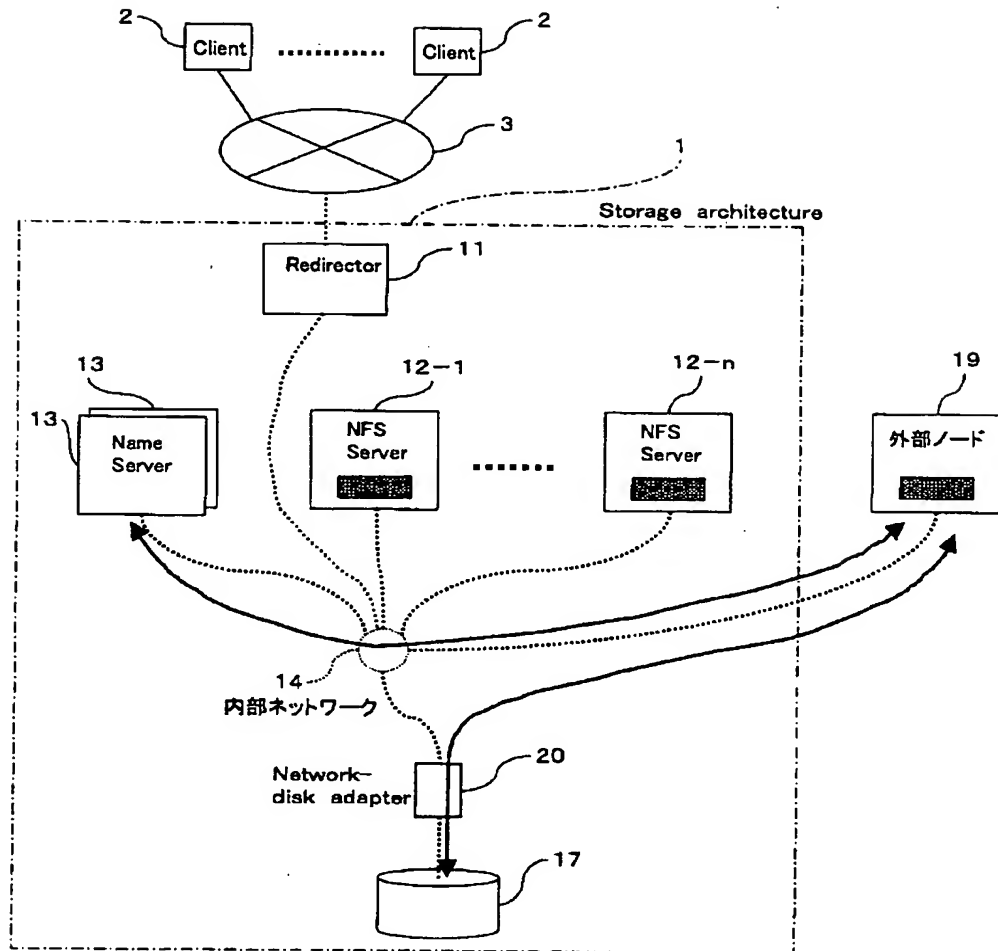 2
2
Client
Client
3
1
Storage architecture
11
Redirector
13
12-1
12-n
19
13
Name
Server
NFS
Server
NFS
Server
外部ノード
14
内部ネットワーク
20
Network-
disk adapter
17